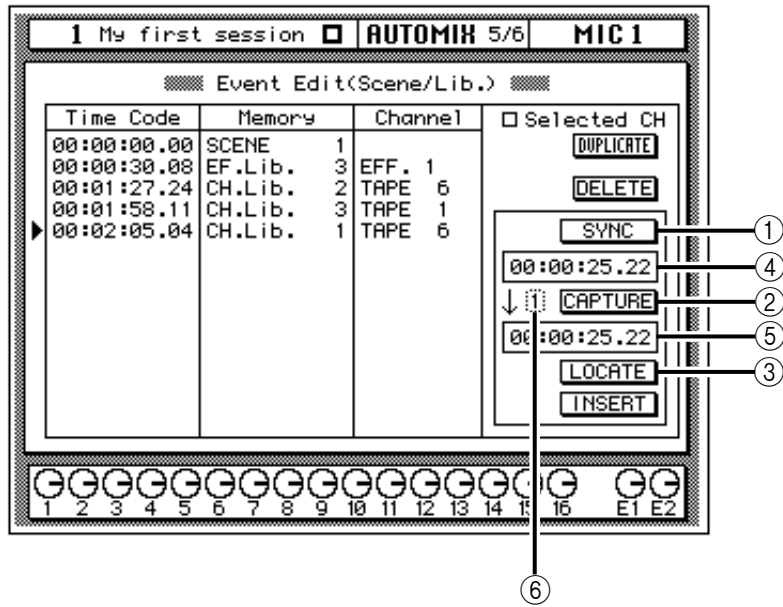 1 My first session AUTOMIX 5/6 MIC 1
Event Edit(Scene/Lib.)
Time Code Memory Channel
Selected CH
DUPLICATE
DELETE
00:00:00.00 SCENE 1
00:00:30.08 EF.Lib. 3 EFF. 1
00:01:27.24 CH.Lib. 2 TAPE 6
00:01:58.11 CH.Lib. 3 TAPE 1
00:02:05.04 CH.Lib. 1 TAPE 6
SYNC ①
00:00:25.22 ④
↓ 1 CAPTURE ②
00:00:25.22 ⑤
LOCATE ③
INSERT
1 2 3 4 5 6 7 8 9 10 11 12 13 14 15 16 E1 E2
⑥